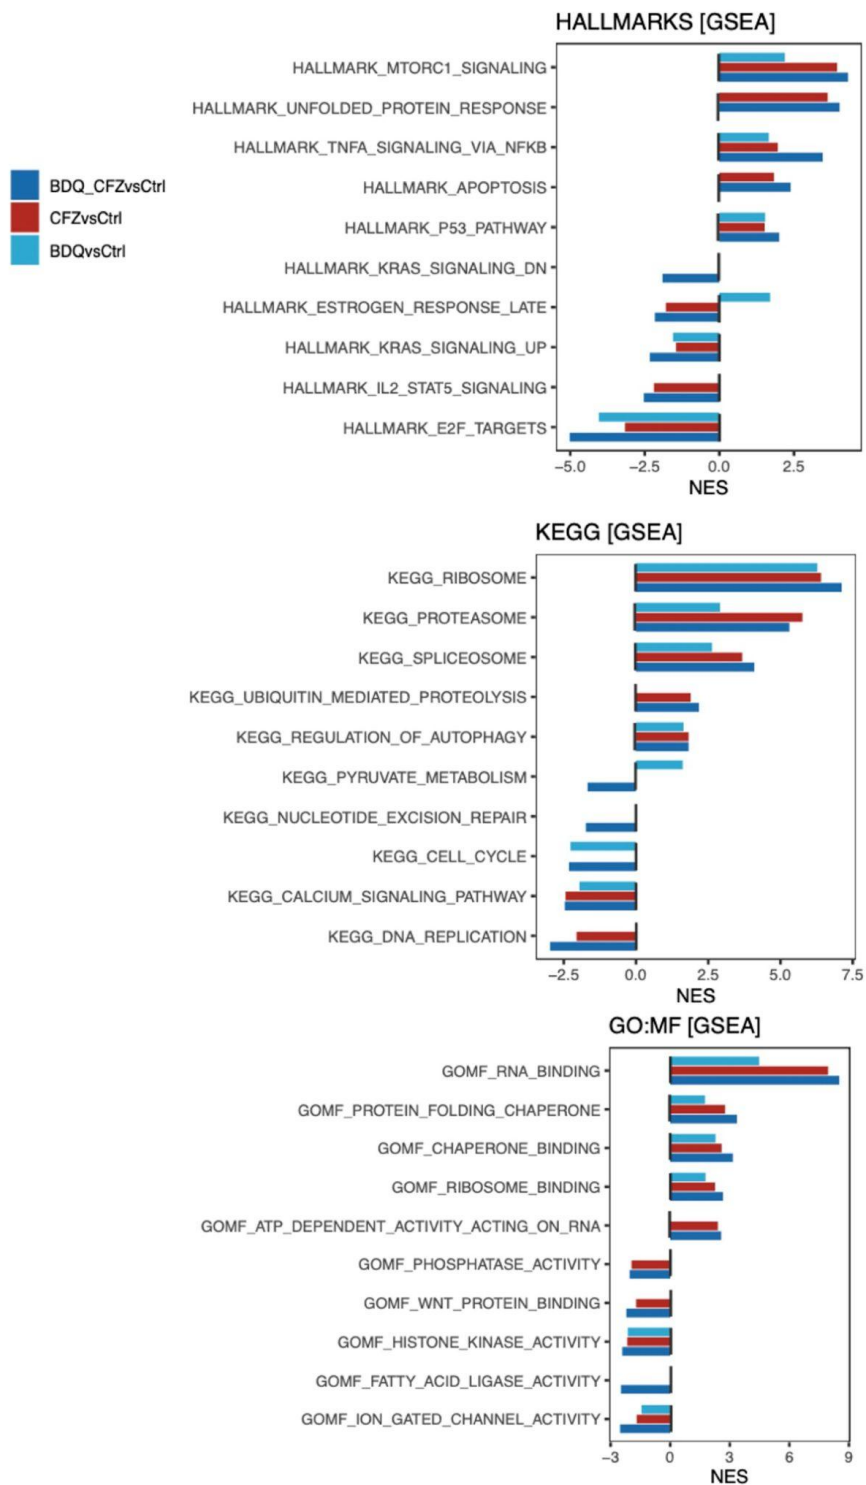 HALLMARKS [GSEA]
BDQ_CFZvsCtrl
CFZvsCtrl
BDQvsCtrl
HALLMARK_MTORC1_SIGNALING
HALLMARK_UNFOLDED_PROTEIN_RESPONSE
HALLMARK_TNFA_SIGNALING_VIA_NFKB
HALLMARK_APOPTOSIS
HALLMARK_P53_PATHWAY
HALLMARK_KRAS_SIGNALING_DN
HALLMARK_ESTROGEN_RESPONSE_LATE
HALLMARK_KRAS_SIGNALING_UP
HALLMARK_IL2_STAT5_SIGNALING
HALLMARK_E2F_TARGETS
−5.0 −2.5 0.0 2.5
NES
KEGG [GSEA]
KEGG_RIBOSOME
KEGG_PROTEASOME
KEGG_SPLICEOSOME
KEGG_UBIQUITIN_MEDIATED_PROTEOLYSIS
KEGG_REGULATION_OF_AUTOPHAGY
KEGG_PYRUVATE_METABOLISM
KEGG_NUCLEOTIDE_EXCISION_REPAIR
KEGG_CELL_CYCLE
KEGG_CALCIUM_SIGNALING_PATHWAY
KEGG_DNA_REPLICATION
−2.5 0.0 2.5 5.0 7.5
NES
GO:MF [GSEA]
GOMF_RNA_BINDING
GOMF_PROTEIN_FOLDING_CHAPERONE
GOMF_CHAPERONE_BINDING
GOMF_RIBOSOME_BINDING
GOMF_ATP_DEPENDENT_ACTIVITY_ACTING_ON_RNA
GOMF_PHOSPHATASE_ACTIVITY
GOMF_WNT_PROTEIN_BINDING
GOMF_HISTONE_KINASE_ACTIVITY
GOMF_FATTY_ACID_LIGASE_ACTIVITY
GOMF_ION_GATED_CHANNEL_ACTIVITY
−3 0 3 6 9
NES